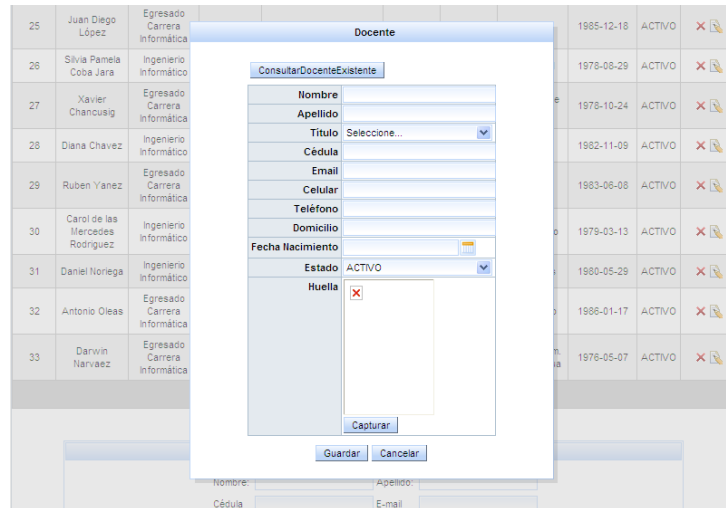 Docente
ConsultarDocenteExistente
Nombre
Apellido
Título Seleccione...
Cédula
Email
Celular
Teléfono
Domicilio
Fecha Nacimiento
Estado ACTIVO
Huella
Capturar
Guardar Cancelar
25 Juan Diego López Egresado Carrera Informática 1985-12-18 ACTIVO
26 Silvia Pamela Coba Jara Ingenierio Informático 1978-08-29 ACTIVO
27 Xavier Chancusig Egresado Carrera Informática 1978-10-24 ACTIVO
28 Diana Chavez Ingenierio Informático 1982-11-09 ACTIVO
29 Ruben Yanez Egresado Carrera Informática 1983-06-08 ACTIVO
30 Carol de las Mercedes Rodriguez Ingenierio Informático 1979-03-13 ACTIVO
31 Daniel Noriega Ingenierio Informático 1980-05-29 ACTIVO
32 Antonio Oleas Egresado Carrera Informática 1986-01-17 ACTIVO
33 Darwin Narvaez Egresado Carrera Informática 1976-05-07 ACTIVO
Nombre: Apellido:
Cédula E-mail